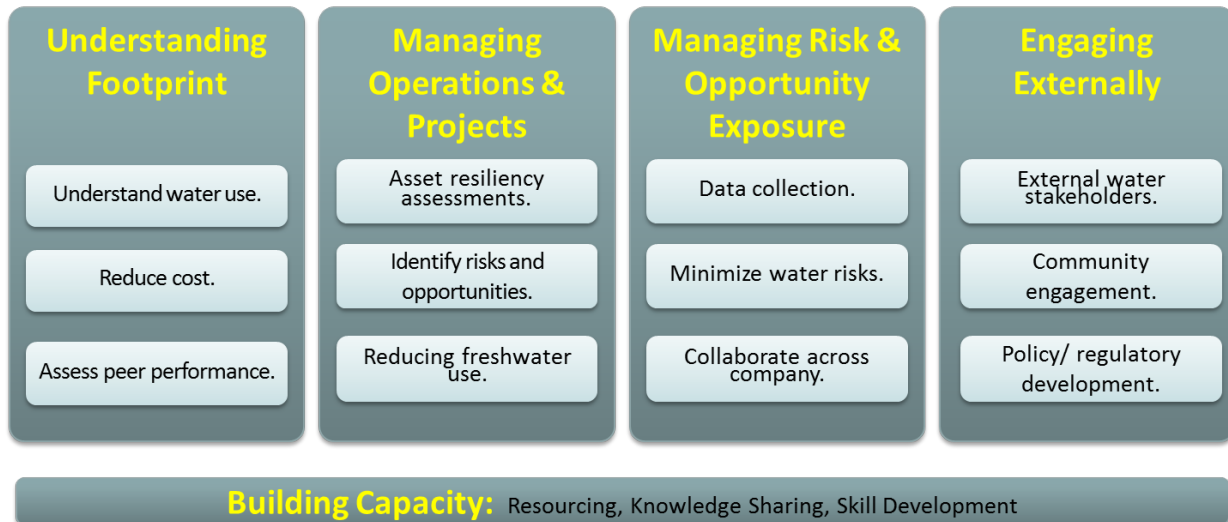 Understanding
Footprint
Understand water use.
Reduce cost.
Assess peer performance.
Managing
Operations &
Projects
Asset resiliency
assessments.
Identify risks and
opportunities.
Reducing freshwater
use.
Managing Risk &
Opportunity
Exposure
Data collection.
Minimize water risks.
Collaborate across
company.
Engaging
Externally
External water
stakeholders.
Community
engagement.
Policy/ regulatory
development.
Building Capacity: Resourcing, Knowledge Sharing, Skill Development